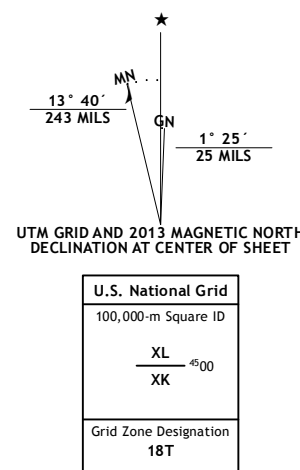 ★
MN
13° 40´
243 MILS
GN
1° 25´
25 MILS
UTM GRID AND 2013 MAGNETIC NORTH
DECLINATION AT CENTER OF SHEET
U.S. National Grid
100,000-m Square ID
XL
4500
XK
Grid Zone Designation
18T